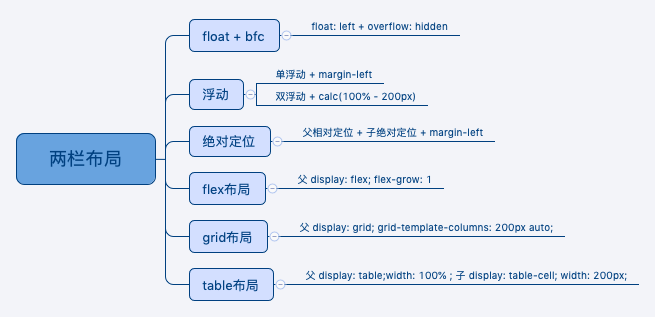 两栏布局
float + bfc
float: left + overflow: hidden
浮动
单浮动 + margin-left
双浮动 + calc(100% - 200px)
绝对定位
父相对定位 + 子绝对定位 + margin-left
flex布局
父 display: flex; flex-grow: 1
grid布局
父 display: grid; grid-template-columns: 200px auto;
table布局
父 display: table;width: 100% ; 子 display: table-cell; width: 200px;